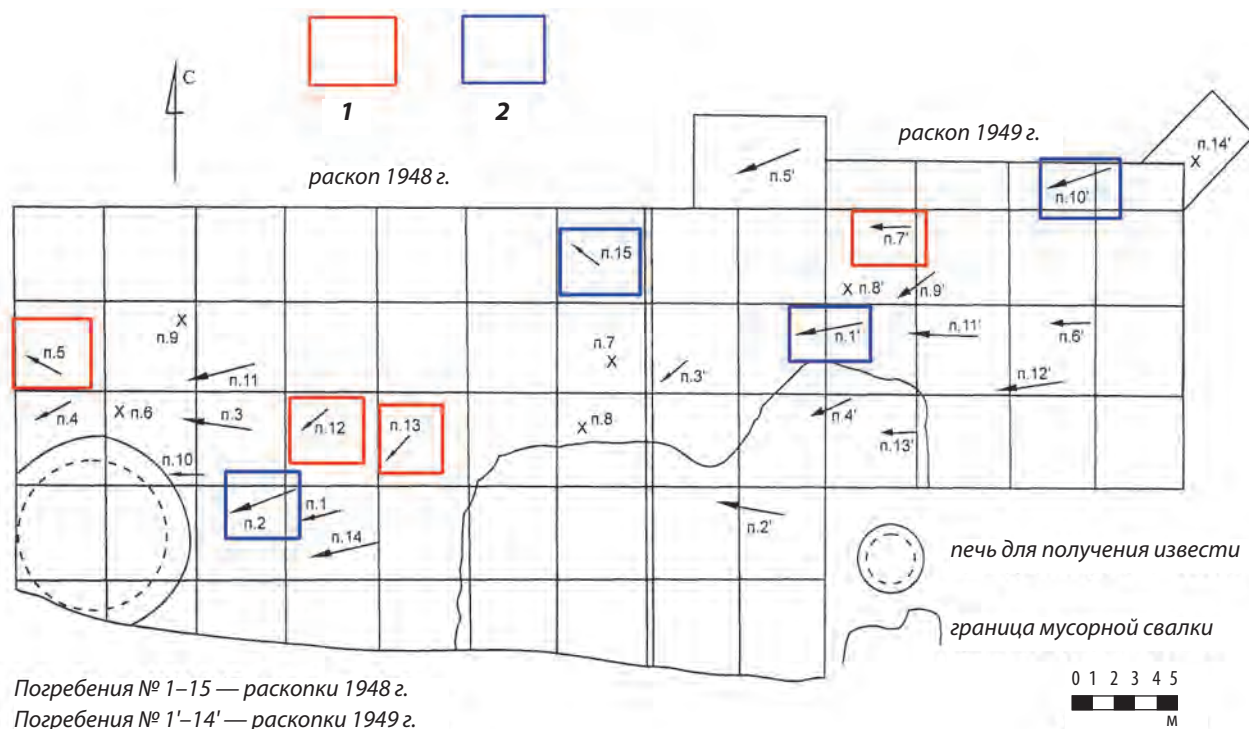 С
1
2
раскоп 1948 г.
раскоп 1949 г.
п.14'
п.5'
п.10'
п.7'
п.15
п.8'
п.9'
п.9
п.7
п.1'
п.11'
п.6'
п.5
п.11
п.3'
п.12'
п.4
п.6
п.3
п.12
п.13
п.8
п.4'
п.13'
п.10
п.2
п.1
п.14
п.2'
печь для получения извести
граница мусорной свалки
Погребения № 1–15 — раскопки 1948 г.
Погребения № 1'–14' — раскопки 1949 г.
0 1 2 3 4 5
м